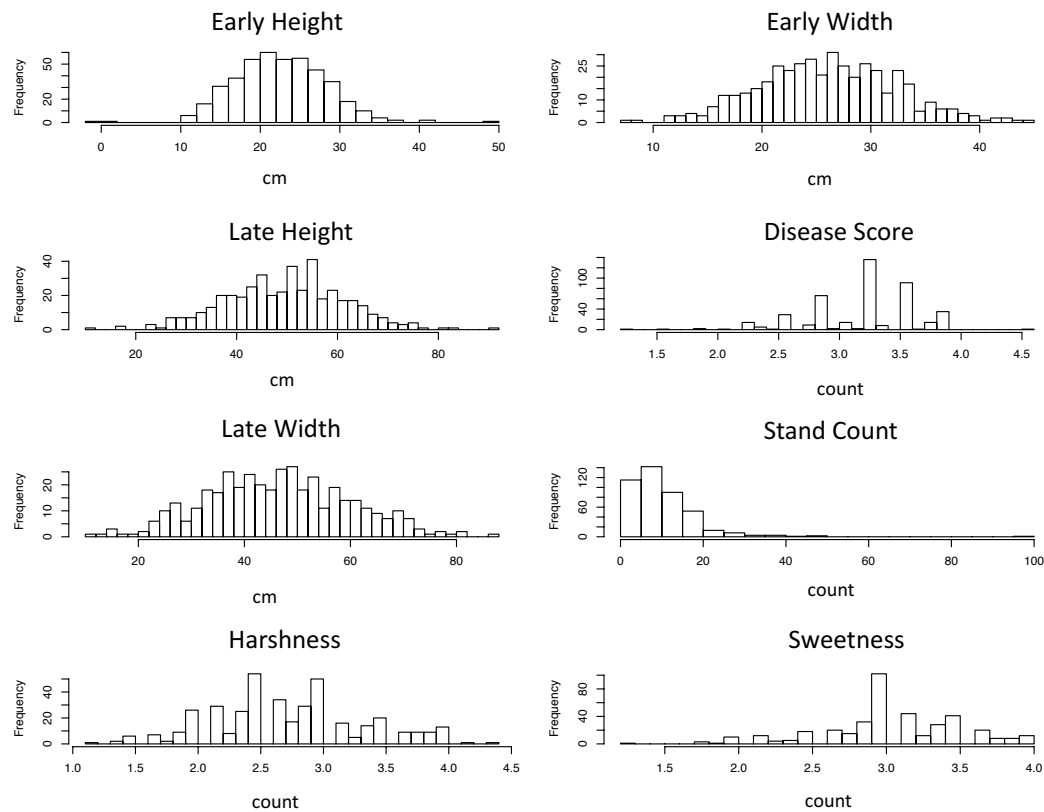 Early Height
Frequency
0 20 50
0 10 20 30 40 50
cm
Early Width
Frequency
0 10 25
10 20 30 40
cm
Late Height
Frequency
0 20 40
20 40 60 80
cm
Disease Score
Frequency
0 40 100
1.5 2.0 2.5 3.0 3.5 4.0 4.5
count
Late Width
Frequency
0 10 20
20 40 60 80
cm
Stand Count
Frequency
0 60 120
0 20 40 60 80 100
count
Harshness
Frequency
0 20 40
1.0 1.5 2.0 2.5 3.0 3.5 4.0 4.5
count
Sweetness
Frequency
0 40 80
1.5 2.0 2.5 3.0 3.5 4.0
count